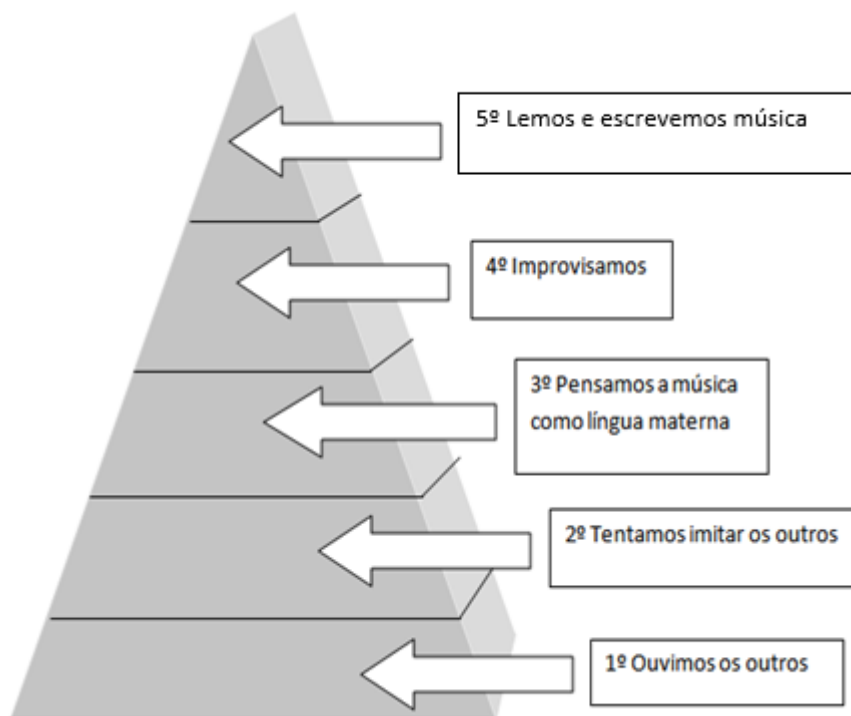 5º Lemos e escrevemos música
4º Improvisamos
3º Pensamos a música
como língua materna
2º Tentamos imitar os outros
1º Ouvimos os outros